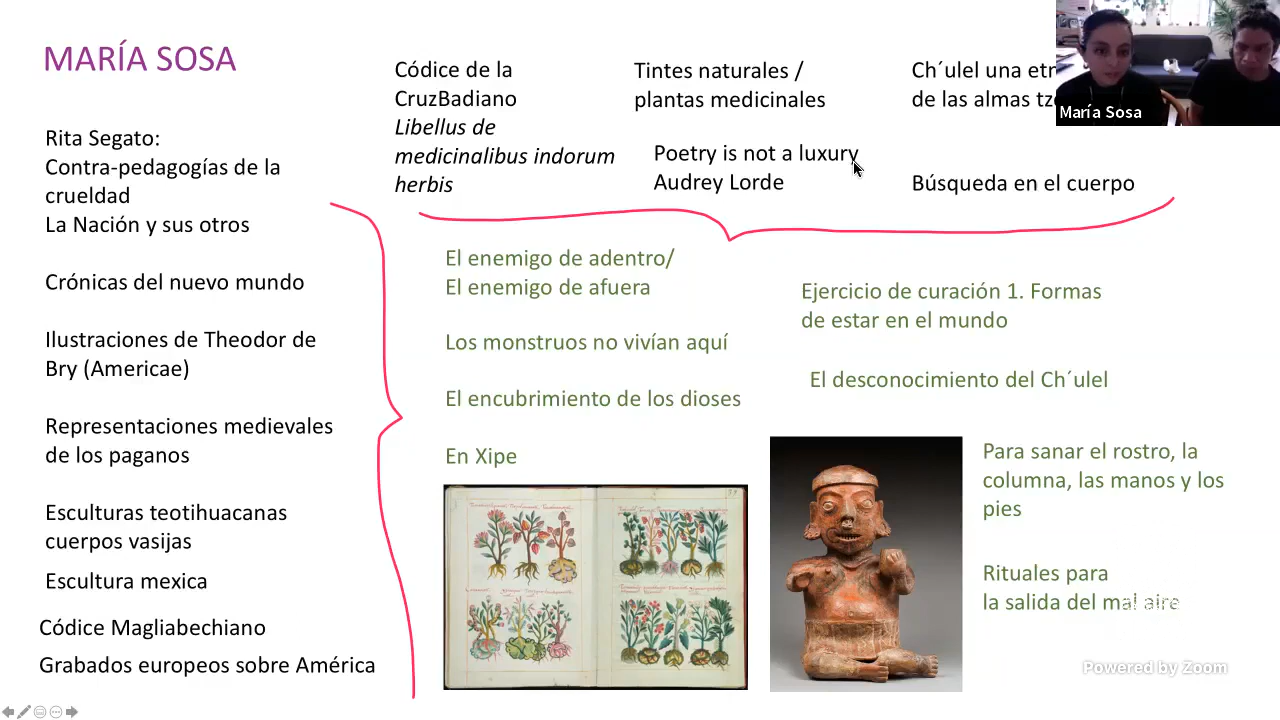 MARÍA SOSA
Rita Segato:
Contra-pedagogías de la
crueldad
La Nación y sus otros
Crónicas del nuevo mundo
Ilustraciones de Theodor de
Bry (Americae)
Representaciones medievales
de los paganos
Esculturas teotihuacanas
cuerpos vasijas
Escultura mexica
Códice Magliabechiano
Grabados europeos sobre América
Códice de la
CruzBadiano
Libellus de
medicinalibus indorum
herbis
Tintes naturales /
plantas medicinales
Poetry is not a luxury
Audrey Lorde
Ch´ulel una
de las almas
Búsqueda en el cuerpo
María Sosa
El enemigo de adentro/
El enemigo de afuera
Los monstruos no vivían aquí
El encubrimiento de los dioses
En Xipe
Ejercicio de curación 1. Formas
de estar en el mundo
El desconocimiento del Ch´ulel
Para sanar el rostro, la
columna, las manos y los
pies
Rituales para
la salida del
Powered by Zoom